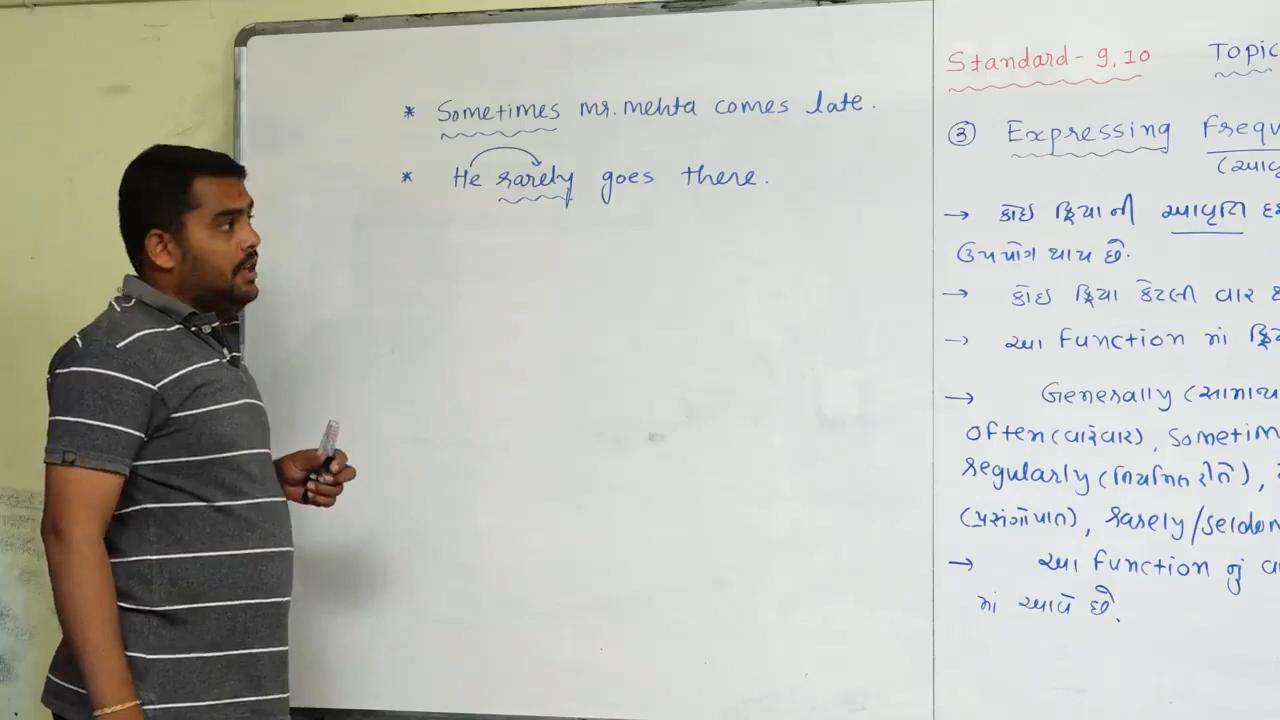 * Sometimes mr. mehta comes late.
* He rarely goes there.
Standard - 9, 10 Topic
③ Expressing Frequ
(આવૃ
→ કોઈ ક્રિયા ની આવૃત્તિ
ઉપયોગ થાય છે.
→ કોઈ ક્રિયા કેટલી વાર
→ આ function માં
→ Generally (સામાન્ય
often (વારંવાર), Sometim
regularly (નિયમિત રીતે),
(પ્રસંગોપાત), rarely/seldom
→ આ function નું વા
માં આવે છે.